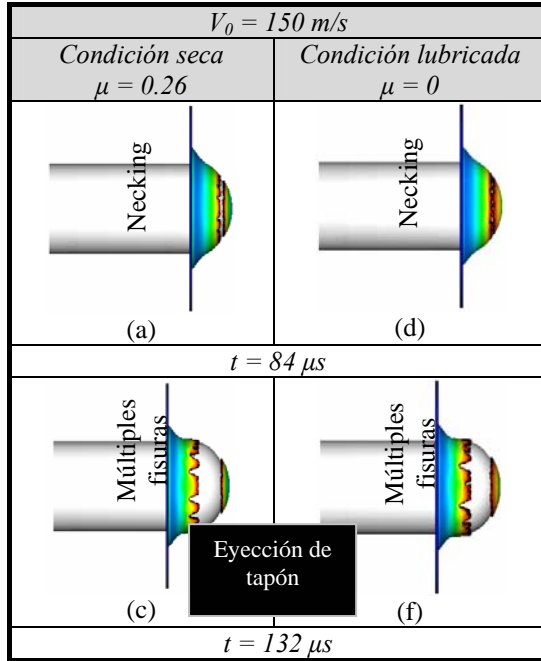 V₀ = 150 m/s
Condición seca
μ = 0.26
Condición lubricada
μ = 0
Necking
Necking
(a)
(d)
t = 84 μs
Múltiples
fisuras
Múltiples
fisuras
Eyección de
tapón
(c)
(f)
t = 132 μs